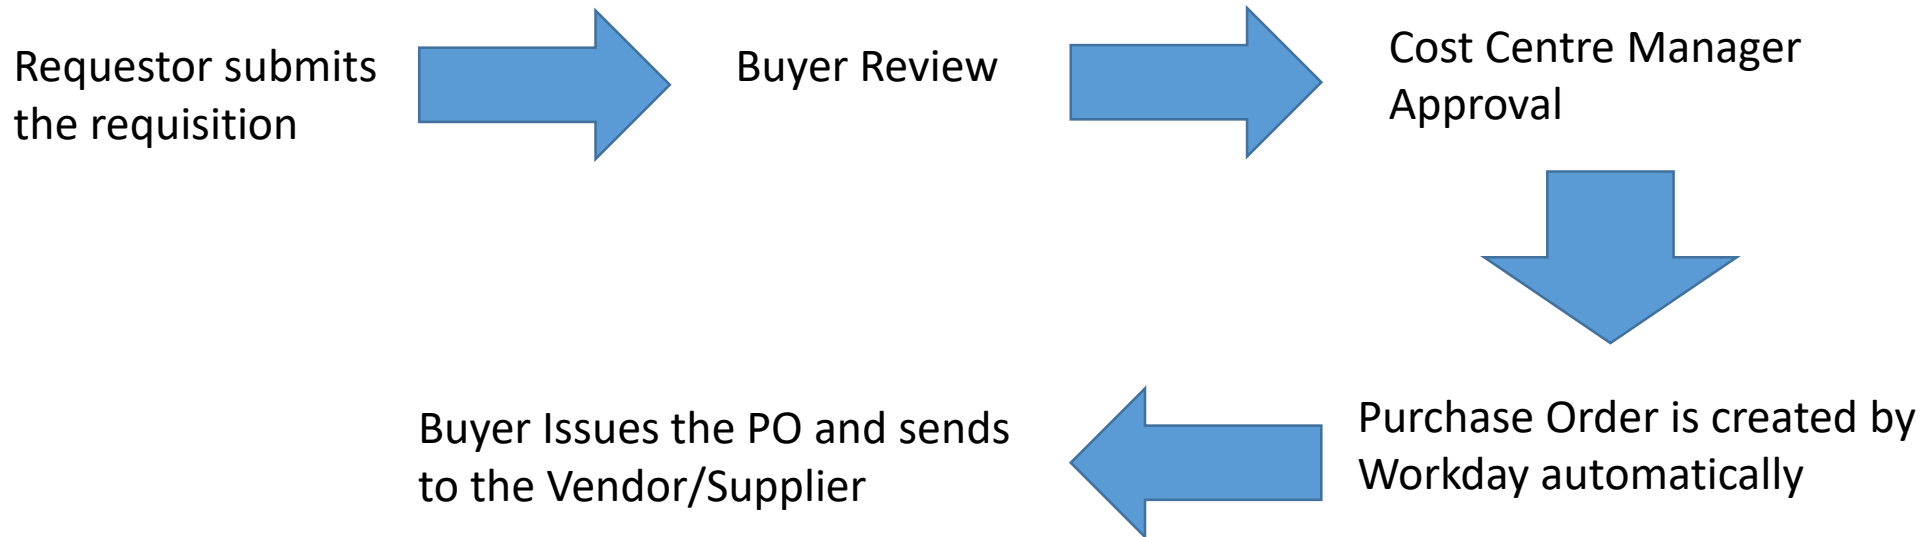 Requestor submits
the requisition
Buyer Review
Cost Centre Manager
Approval
Purchase Order is created by
Workday automatically
Buyer Issues the PO and sends
to the Vendor/Supplier